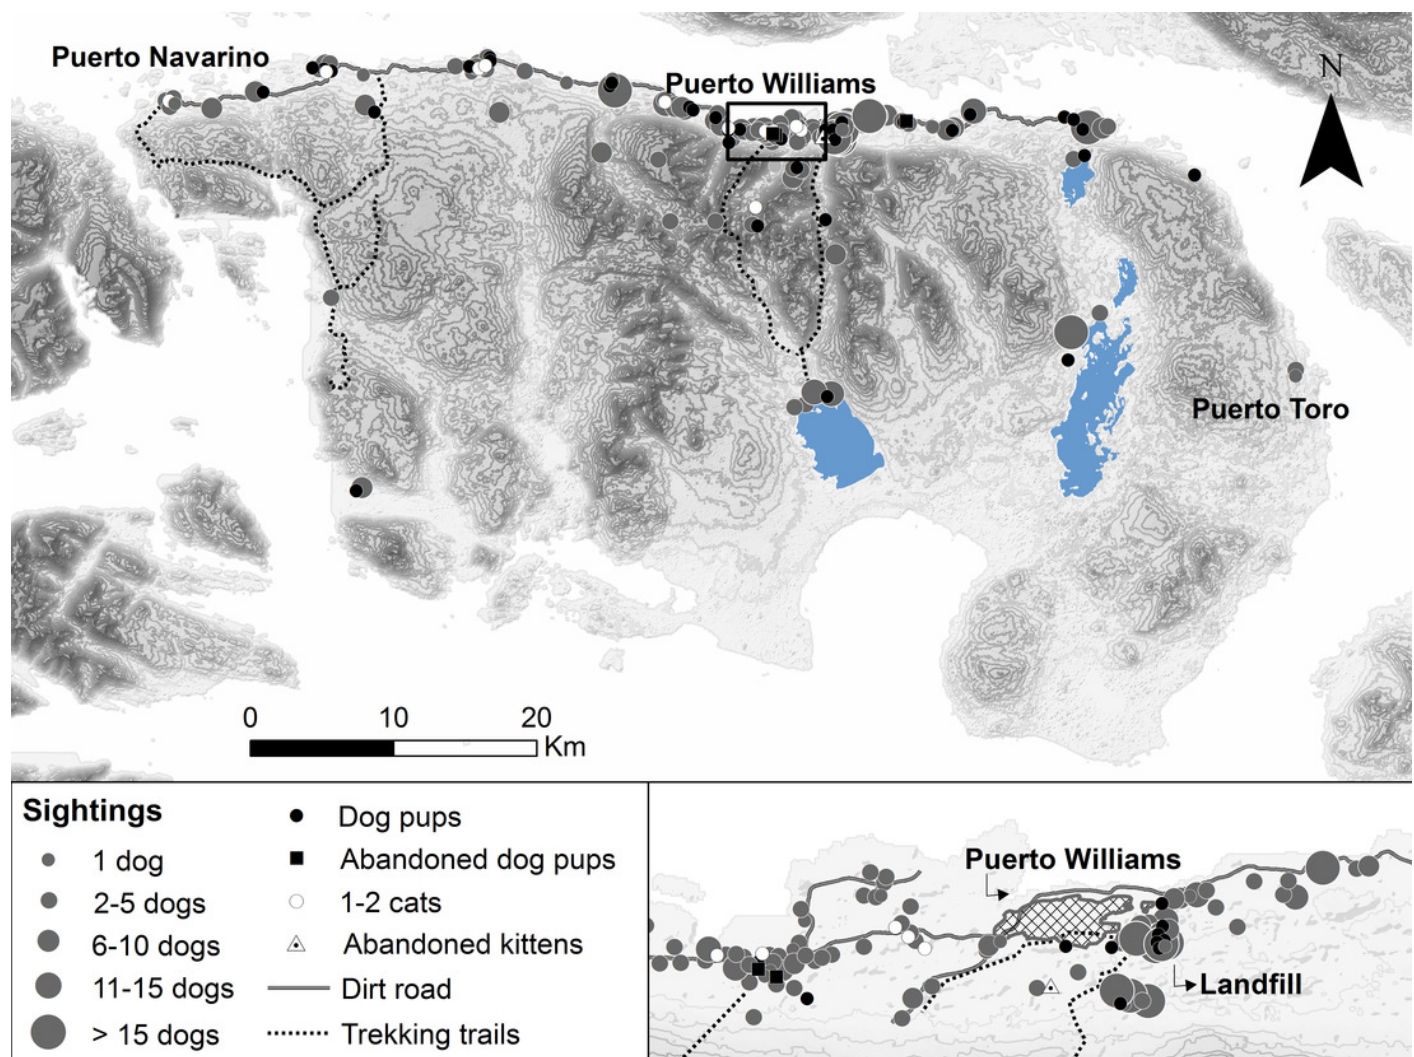 Puerto Navarino
Puerto Williams
N
Puerto Toro
0 10 20
Km
Sightings
1 dog
2-5 dogs
6-10 dogs
11-15 dogs
> 15 dogs
Dog pups
Abandoned dog pups
1-2 cats
Abandoned kittens
Dirt road
Trekking trails
Puerto Williams
Landfill